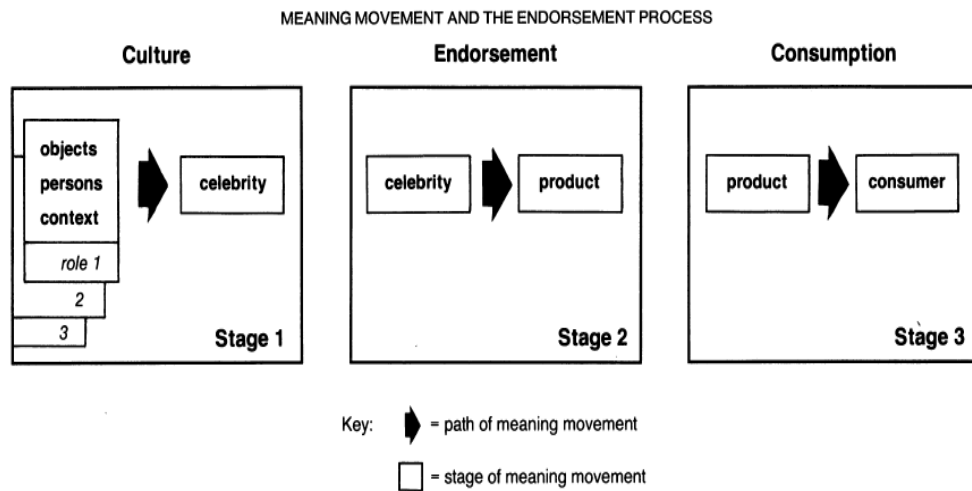 MEANING MOVEMENT AND THE ENDORSEMENT PROCESS
Culture
objects
persons
context
role 1
2
3
celebrity
Stage 1
Endorsement
celebrity
product
Stage 2
Consumption
product
consumer
Stage 3
Key:
= path of meaning movement
= stage of meaning movement